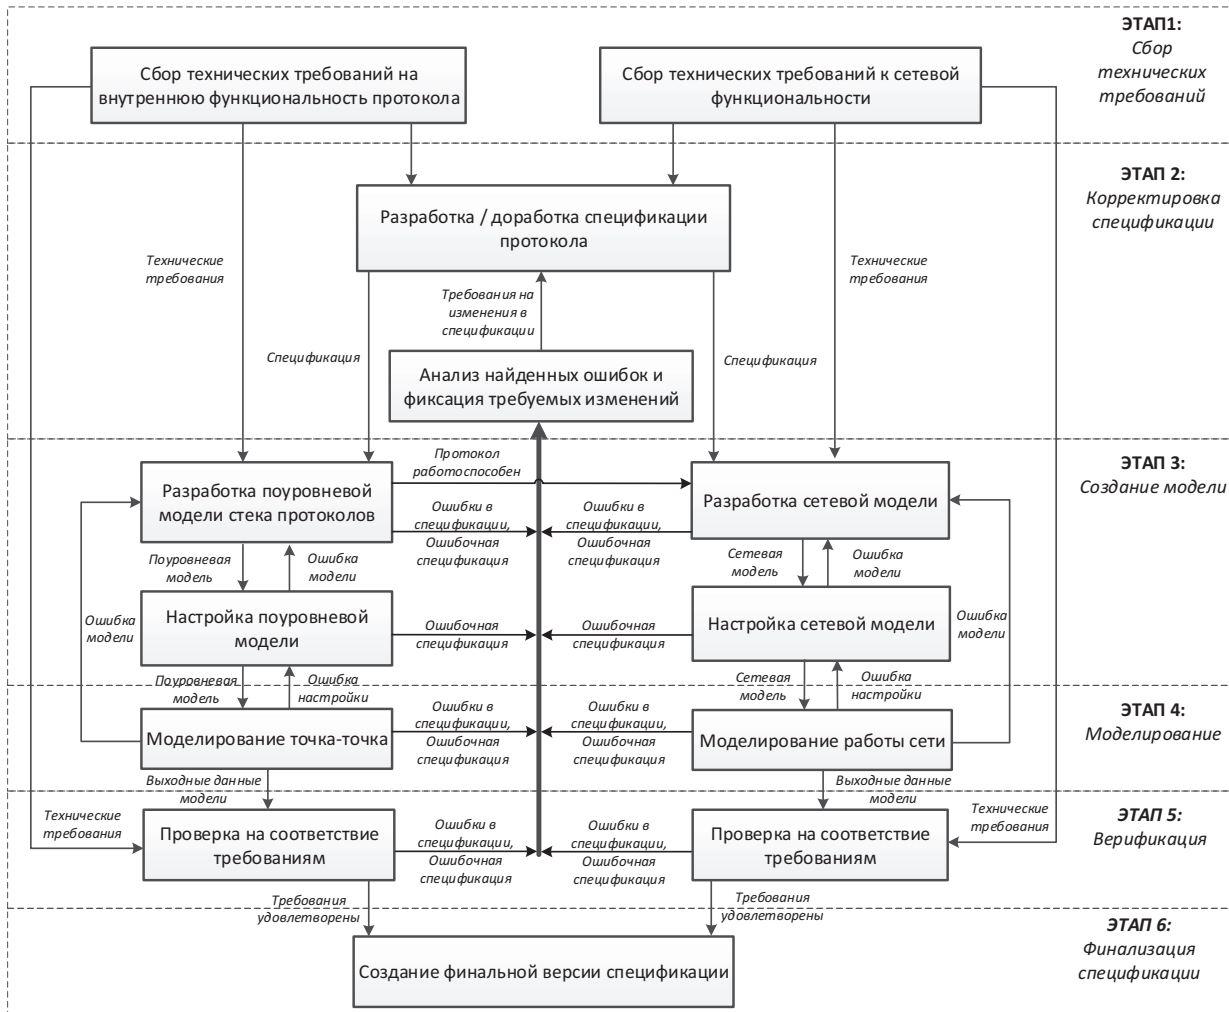 ЭТАП1:
Сбор
технических
требований
Сбор технических требований на
внутреннюю функциональность протокола
Сбор технических требований к сетевой
функциональности
ЭТАП 2:
Корректировка
спецификации
Разработка / доработка спецификации
протокола
Технические
требования
Требования на
изменения в
спецификации
Технические
требования
Спецификация
Анализ найденных ошибок и
фиксация требуемых изменений
Спецификация
ЭТАП 3:
Создание модели
Протокол
работоспособен
Разработка поуровневой
модели стека протоколов
Разработка сетевой модели
Ошибки в
спецификации,
Ошибочная
спецификация
Ошибки в
спецификации,
Ошибочная
спецификация
Поуровневая
модель
Ошибка
модели
Сетевая
модель
Ошибка
модели
Ошибка
модели
Настройка поуровневой
модели
Ошибочная
спецификация
Ошибочная
спецификация
Настройка сетевой модели
Ошибка
модели
Поуровневая
модель
Ошибка
настройки
Сетевая
модель
Ошибка
настройки
ЭТАП 4:
Моделирование
Моделирование точка-точка
Ошибки в
спецификации,
Ошибочная
спецификация
Ошибки в
спецификации,
Ошибочная
спецификация
Моделирование работы сети
Выходные данные
модели
Выходные данные
модели
ЭТАП 5:
Верификация
Технические
требования
Проверка на соответствие
требованиям
Ошибки в
спецификации,
Ошибочная
спецификация
Ошибки в
спецификации,
Ошибочная
спецификация
Проверка на соответствие
требованиям
Технические
требования
Требования
удовлетворены
Требования
удовлетворены
ЭТАП 6:
Финализация
спецификации
Создание финальной версии спецификации